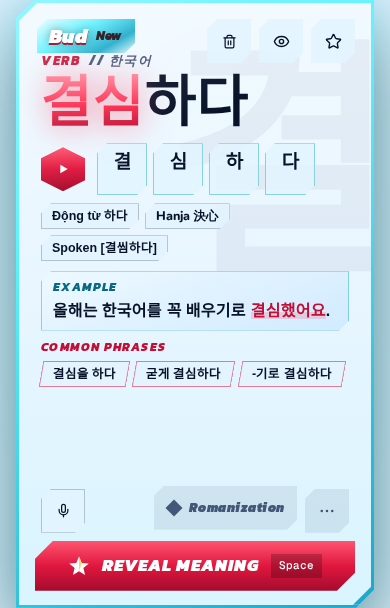 Bud New
VERB // 한국어
결심하다
결 심 하 다
Động từ 하다 Hanja 決心
Spoken [결씸하다]
EXAMPLE
올해는 한국어를 꼭 배우기로 결심했어요.
COMMON PHRASES
결심을 하다 굳게 결심하다 -기로 결심하다
Romanization ...
REVEAL MEANING Space